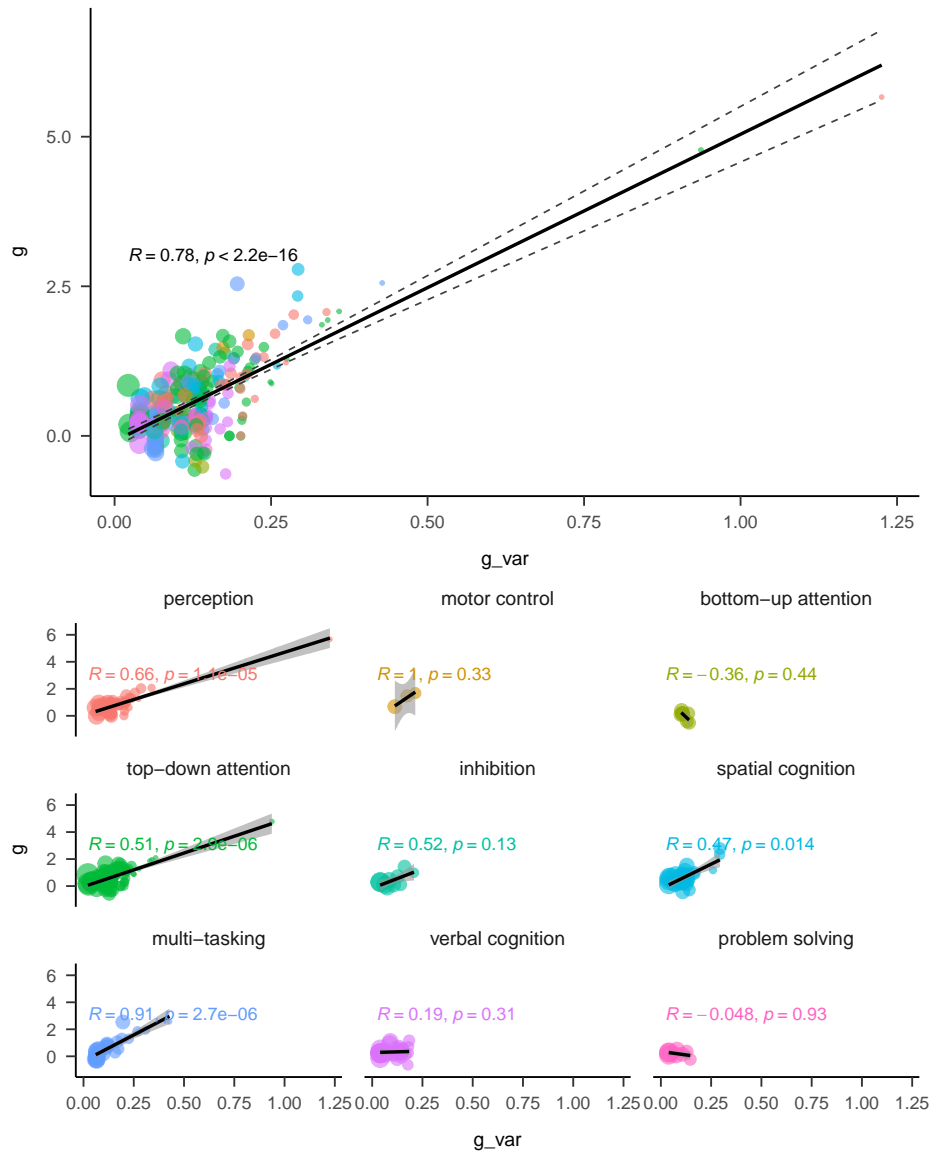 5.0
g
R = 0.78, p < 2.2e−16
2.5
0.0
0.00 0.25 0.50 0.75 1.00 1.25
g_var
perception motor control bottom−up attention
6
R = 0.66, p = 1.1e−05 R = 1, p = 0.33 R = −0.36, p = 0.44
4
2
0
top−down attention inhibition spatial cognition
6
g
4
R = 0.51, p = 2.9e−06 R = 0.52, p = 0.13 R = 0.47, p = 0.014
2
0
multi−tasking verbal cognition problem solving
6
4
R = 0.91, p = 2.7e−06 R = 0.19, p = 0.31 R = −0.048, p = 0.93
2
0
0.00 0.25 0.50 0.75 1.00 1.25 0.00 0.25 0.50 0.75 1.00 1.25 0.00 0.25 0.50 0.75 1.00 1.25
g_var